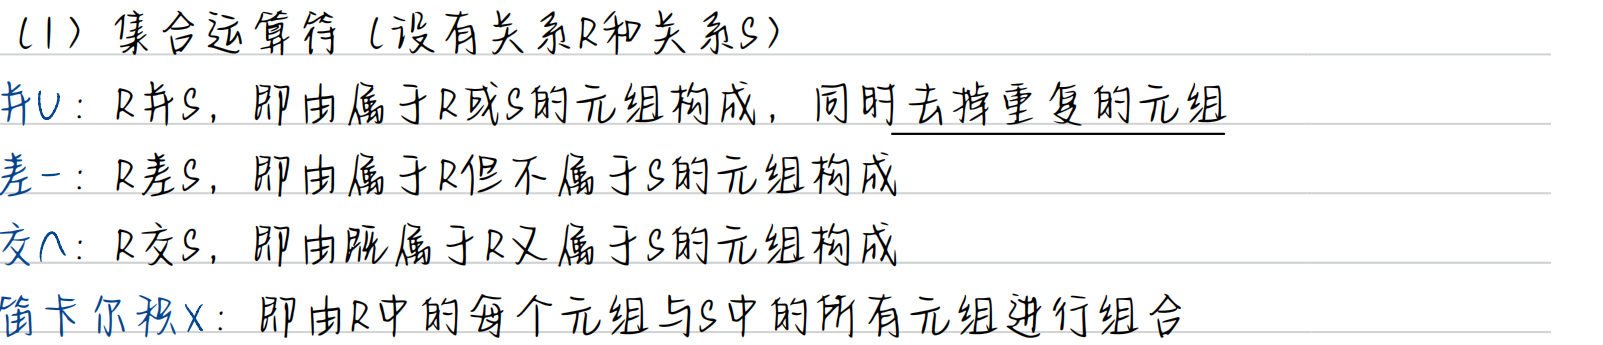 （1）集合运算符（设有关系R和关系S）
并∪：R并S，即由属于R或S的元组构成，同时去掉重复的元组
差-：R差S，即由属于R但不属于S的元组构成
交∩：R交S，即由既属于R又属于S的元组构成
笛卡尔积×：即由R中的每个元组与S中的所有元组进行组合